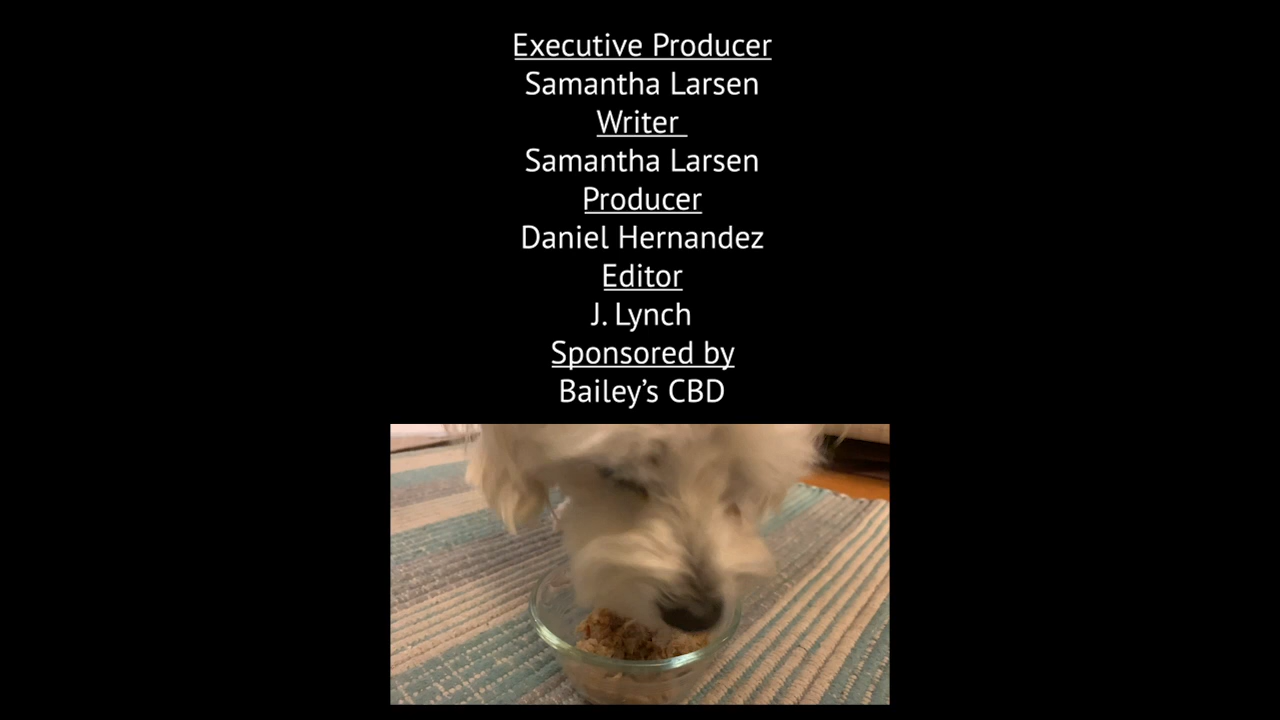 Executive Producer
Samantha Larsen
Writer
Samantha Larsen
Producer
Daniel Hernandez
Editor
J. Lynch
Sponsored by
Bailey’s CBD